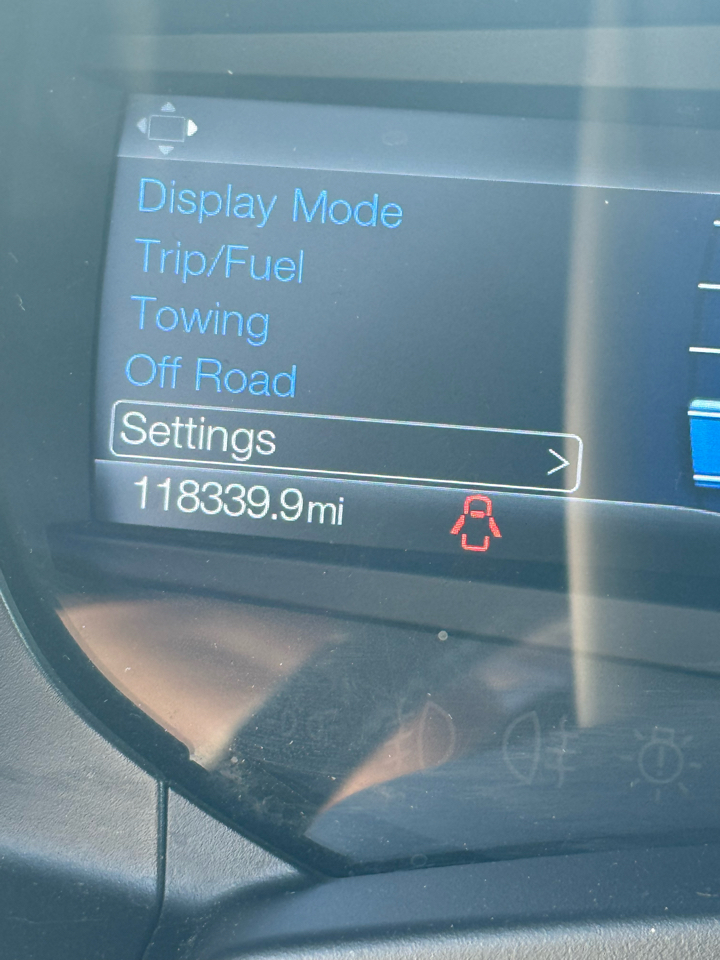 Display Mode
Trip/Fuel
Towing
Off Road
Settings
118339.9mi